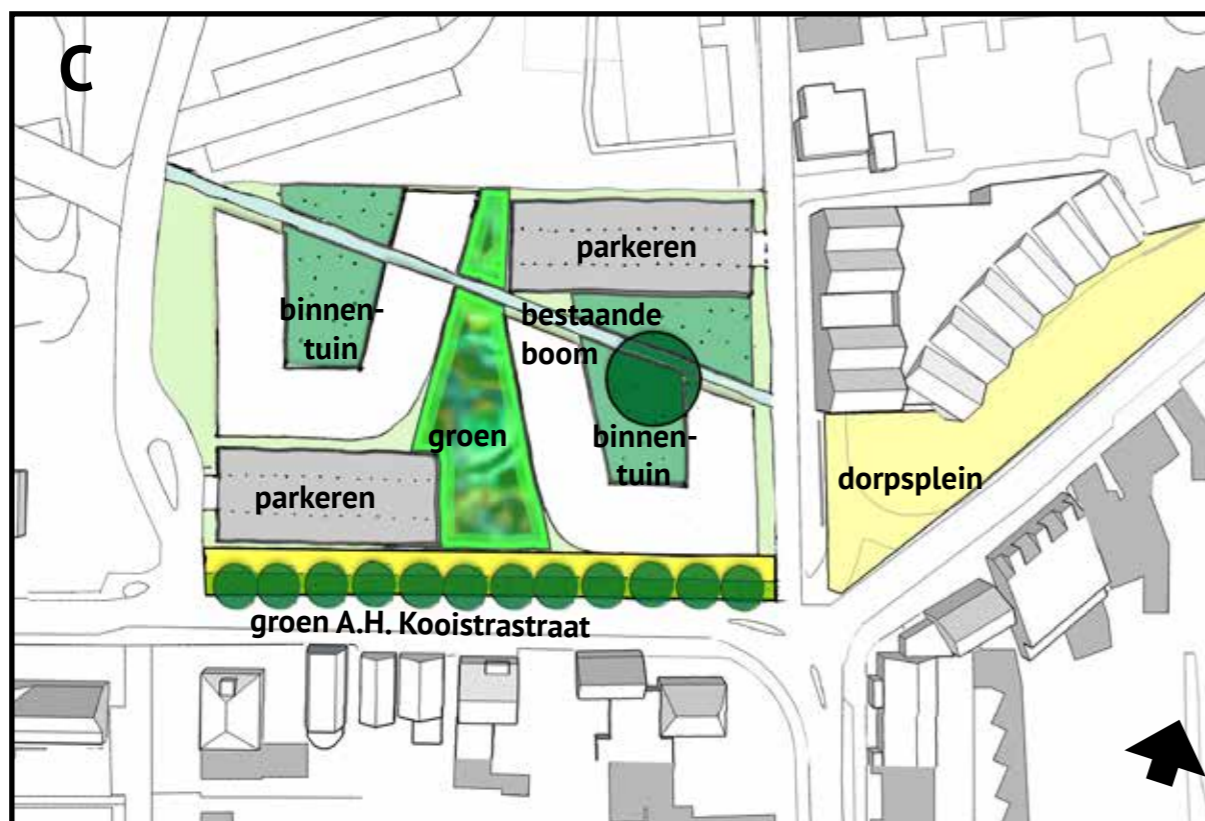 C
parkeren
binnen-
tuin
bestaande
boom
groen
binnen-
tuin
dorpsplein
parkeren
groen A.H. Kooistrastraat